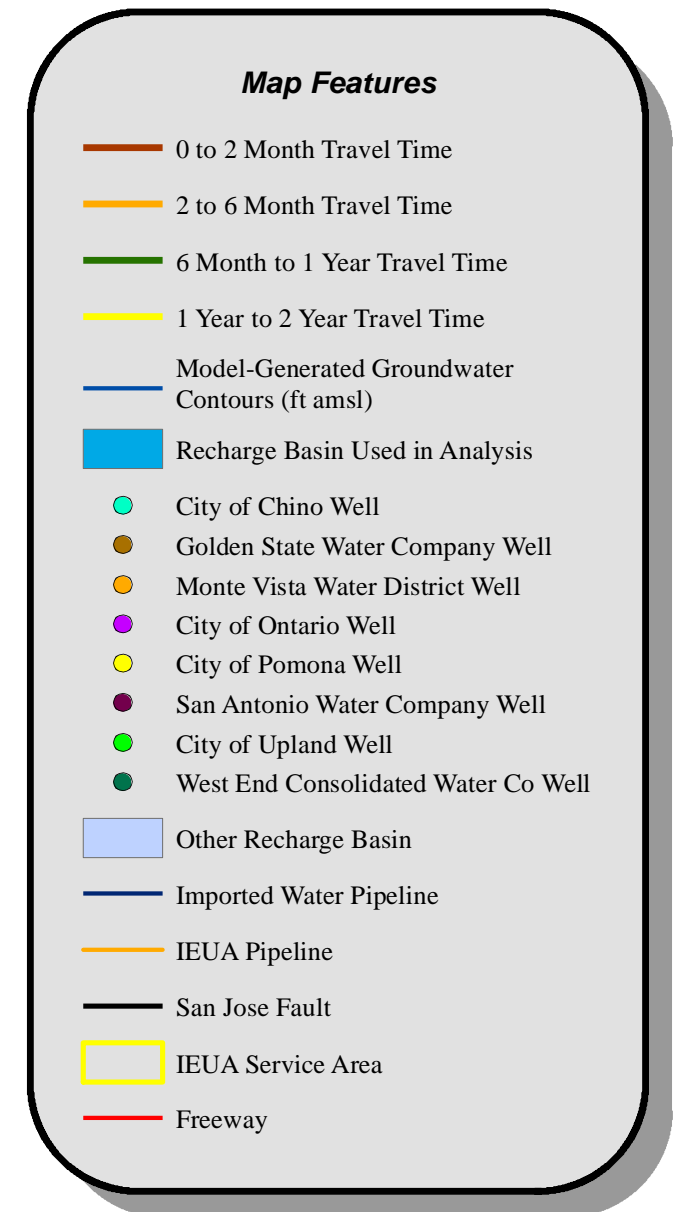 Map Features
0 to 2 Month Travel Time
2 to 6 Month Travel Time
6 Month to 1 Year Travel Time
1 Year to 2 Year Travel Time
Model-Generated Groundwater
Contours (ft amsl)
Recharge Basin Used in Analysis
City of Chino Well
Golden State Water Company Well
Monte Vista Water District Well
City of Ontario Well
City of Pomona Well
San Antonio Water Company Well
City of Upland Well
West End Consolidated Water Co Well
Other Recharge Basin
Imported Water Pipeline
IEUA Pipeline
San Jose Fault
IEUA Service Area
Freeway